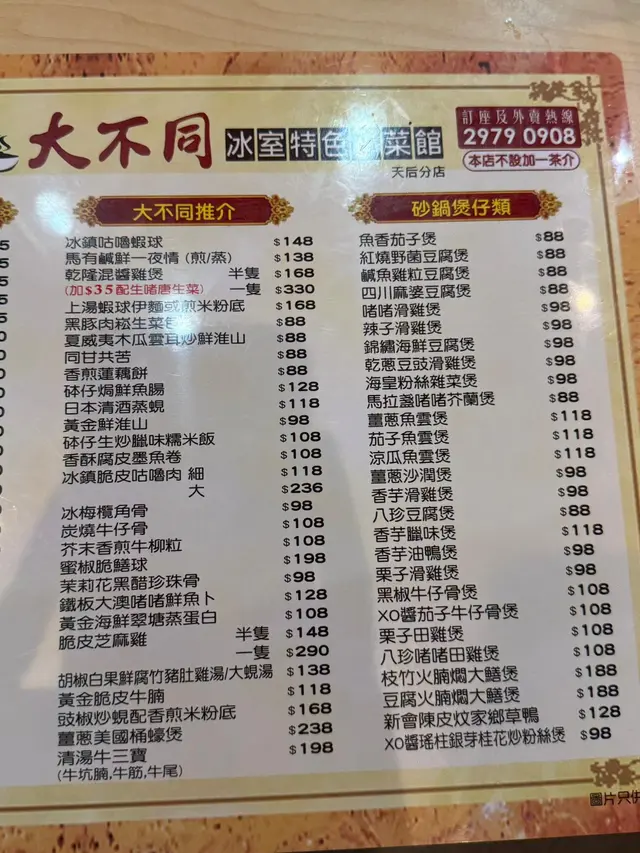 大不同
冰室特色 菜館
天后分店
訂座及外賣熱線
2979 0908
本店不設加一茶介
大不同推介
冰鎮咕嚕蝦球 $148
馬有鹹鮮一夜情 (煎/蒸) $138
乾隆混醬雞煲 半隻 $168
(加$35配生啫唐生菜) 一隻 $330
上湯蝦球伊麵或煎米粉底 $168
黑豚肉崧生菜包 $88
夏威夷木瓜雲耳炒鮮淮山 $88
同甘共苦 $88
香煎蓮藕餅 $88
砵仔焗鮮魚腸 $128
日本清酒蒸蜆 $118
黃金鮮淮山 $98
砵仔生炒臘味糯米飯 $108
香酥腐皮墨魚卷 $108
冰鎮脆皮咕嚕肉 細 $118
大 $236
冰梅欖角骨 $98
炭燒牛仔骨 $108
芥末香煎牛柳粒 $108
蜜椒脆鱔球 $198
茉莉花黑醋珍珠骨 $98
鐵板大澳啫啫鮮魚卜 $128
黃金海鮮翠塘蒸蛋白 $108
脆皮芝麻雞 半隻 $148
一隻 $290
胡椒白果鮮腐竹豬肚雞湯/大蜆湯 $138
黃金脆皮牛腩 $118
豉椒炒蜆配香煎米粉底 $168
薑蔥美國桶蠔煲 $238
清湯牛三寶 $198
(牛坑腩,牛筋,牛尾)
砂鍋煲仔類
魚香茄子煲 $88
紅燒野菌豆腐煲 $88
鹹魚雞粒豆腐煲 $88
四川麻婆豆腐煲 $88
啫啫滑雞煲 $98
辣子滑雞煲 $98
錦繡海鮮豆腐煲 $98
乾蔥豆豉滑雞煲 $98
海皇粉絲雜菜煲 $98
馬拉盞啫啫芥蘭煲 $88
薑蔥魚雲煲 $118
茄子魚雲煲 $118
涼瓜魚雲煲 $118
薑蔥沙潤煲 $98
香芋滑雞煲 $98
八珍豆腐煲 $88
香芋臘味煲 $118
香芋油鴨煲 $98
栗子滑雞煲 $98
黑椒牛仔骨煲 $108
XO醬茄子牛仔骨煲 $108
栗子田雞煲 $108
八珍啫啫田雞煲 $108
枝竹火腩燜大鱔煲 $188
豆腐火腩燜大鱔煲 $188
新會陳皮炆家鄉草鴨 $128
XO醬瑤柱銀芽桂花炒粉絲煲 $98
圖片只供